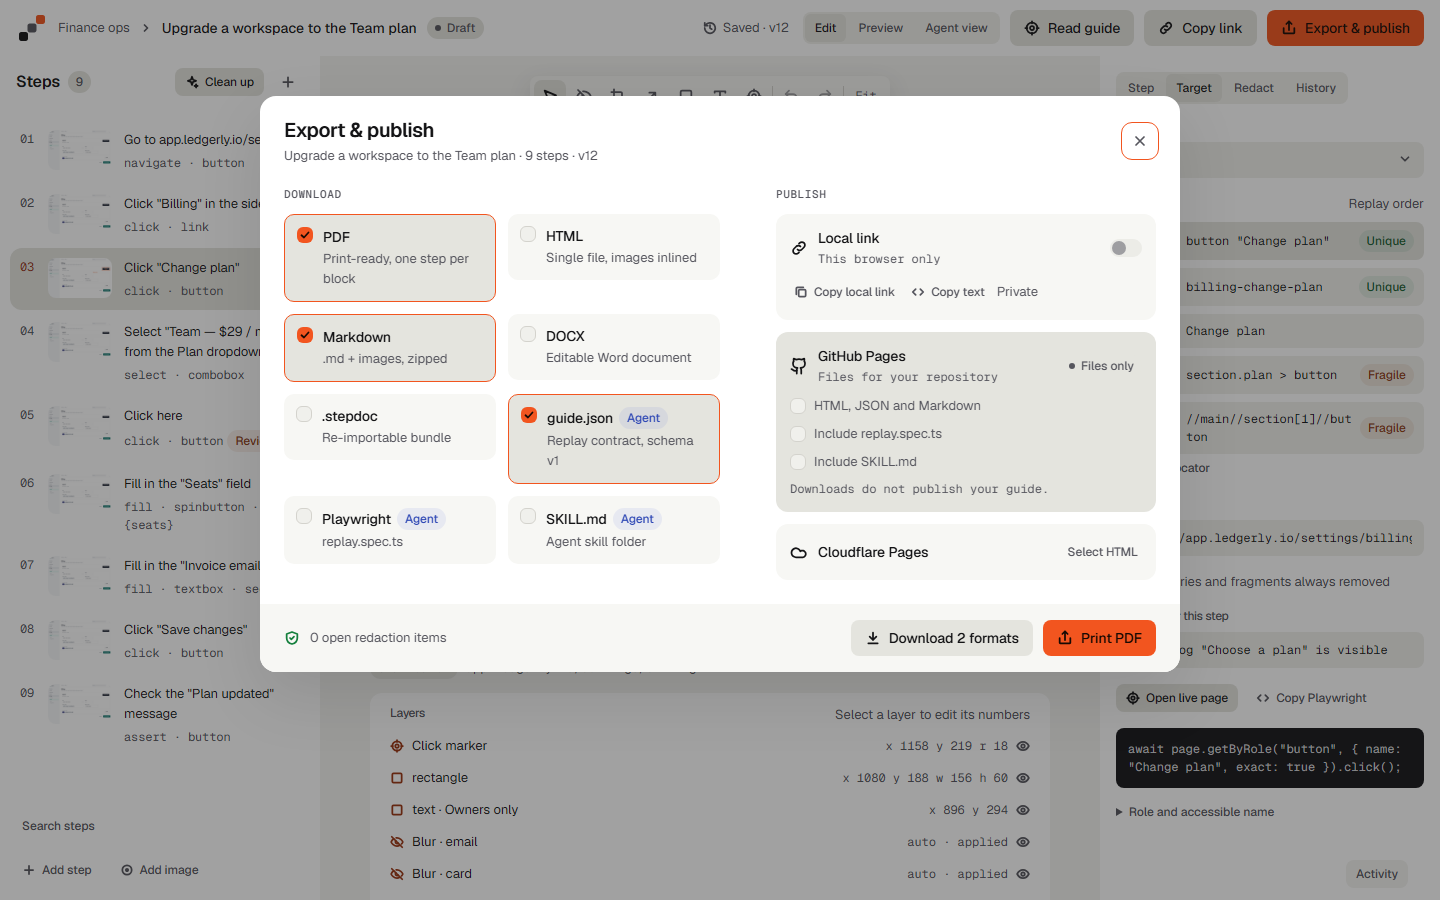 Finance ops
Upgrade a workspace to the Team plan
Draft
Saved · v12
Edit
Preview
Agent view
Read guide
Copy link
Export & publish
Steps 9
Clean up
01 Go to app.ledgerly.io/se
navigate · button
02 Click "Billing" in the side
click · link
03 Click "Change plan"
click · button
04 Select "Team — $29 / m
from the Plan dropdown
select · combobox
05 Click here
click · button Revi
06 Fill in the "Seats" field
fill · spinbutton ·
{seats}
07 Fill in the "Invoice email
fill · textbox · se
08 Click "Save changes"
click · button
09 Check the "Plan updated"
message
assert · button
Search steps
Add step
Add image
Fit
Export & publish
Upgrade a workspace to the Team plan · 9 steps · v12
DOWNLOAD
PDF
Print-ready, one step per
block
HTML
Single file, images inlined
Markdown
.md + images, zipped
DOCX
Editable Word document
.stepdoc
Re-importable bundle
guide.json Agent
Replay contract, schema
v1
Playwright Agent
replay.spec.ts
SKILL.md Agent
Agent skill folder
PUBLISH
Local link
This browser only
Copy local link
Copy text
Private
GitHub Pages
Files for your repository
Files only
HTML, JSON and Markdown
Include replay.spec.ts
Include SKILL.md
Downloads do not publish your guide.
Cloudflare Pages
Select HTML
0 open redaction items
Download 2 formats
Print PDF
Layers
Select a layer to edit its numbers
Click marker x 1158 y 219 r 18
rectangle x 1080 y 188 w 156 h 60
text · Owners only x 896 y 294
Blur · email auto · applied
Blur · card auto · applied
Step
Target
Redact
History
Replay order
button "Change plan" Unique
billing-change-plan Unique
Change plan
section.plan > button Fragile
//main//section[1]//but
ton
Fragile
ocator
/app.ledgerly.io/settings/billing
ries and fragments always removed
this step
og "Choose a plan" is visible
Open live page
Copy Playwright
await page.getByRole("button", { name:
"Change plan", exact: true }).click();
Role and accessible name
Activity